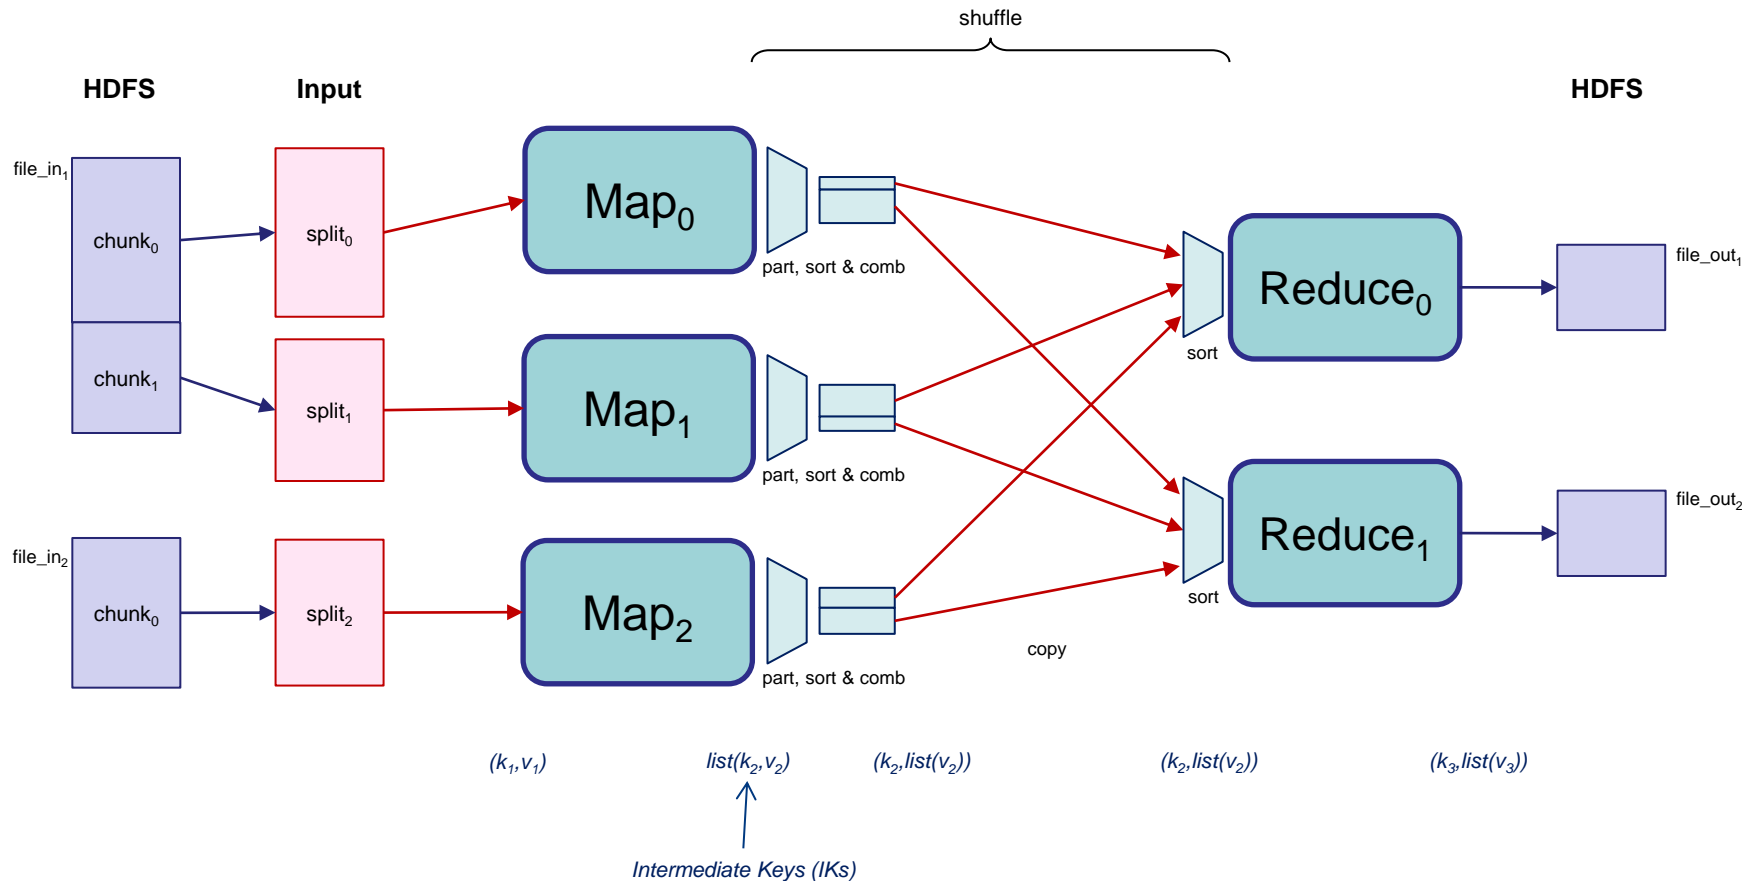 shuffle
HDFS
Input
HDFS
file_in₁
chunk₀
split₀
Map₀
part, sort & comb
Reduce₀
sort
file_out₁
chunk₁
split₁
Map₁
part, sort & comb
file_in₂
chunk₀
split₂
Map₂
part, sort & comb
Reduce₁
sort
file_out₂
copy
(k₁,v₁)
list(k₂,v₂)
(k₂,list(v₂))
(k₂,list(v₂))
(k₃,list(v₃))
Intermediate Keys (IKs)